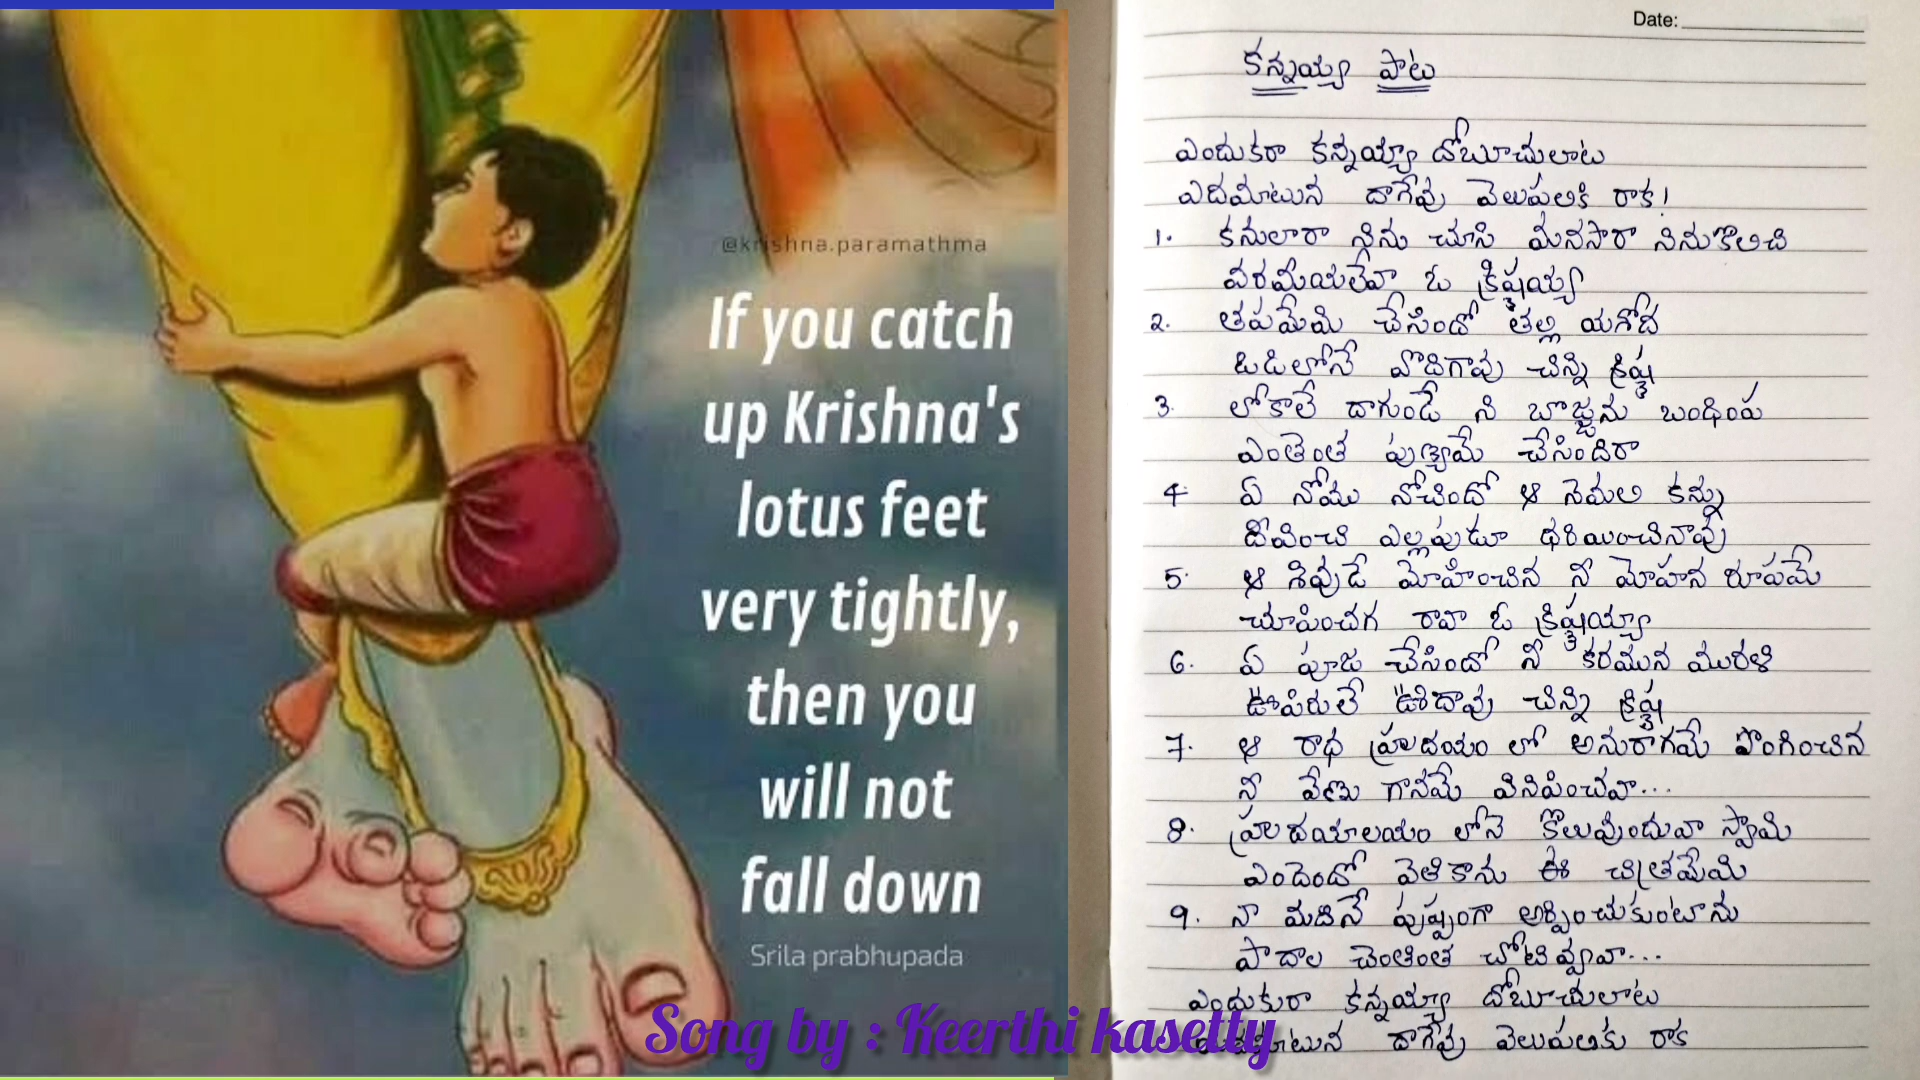 @krishna.paramathma
If you catch
up Krishna's
lotus feet
very tightly,
then you
will not
fall down
Srila prabhupada
Song by : Keerthi kasetty
Date:
కన్నయ్య పాట
ఎందుకురా కన్నయ్యా దోబూచులాట
ఎదమాటున దాగేవు వెలుపలికి రాక!
1. కనులారా నిను చూసి మనసారా నినుకొలిచి
వరమీయలేవా ఓ క్రిష్ణయ్య
2. తపమేమి చేసిందో తల్లి యశోద
ఒడిలోనే వొదిగావు చిన్ని క్రిష్ణ
3. లోకాలే దాగుండే నీ బొజ్జను బంధింప
ఎంతెంత పుణ్యమే చేసిందిరా
4. ఏ నోము నోచిందో ఆ నెమలి కన్ను
దీవించి ఎల్లపుడూ ధరియించినావు
5. ఆ శివుడే మోహించిన నీ మోహన రూపమే
చూపించగ రావా ఓ క్రిష్ణయ్యా
6. ఏ పూజ చేసిందో నీ కరమున మురళి
ఊపిరులే ఊదావు చిన్ని క్రిష్ణ
7. ఆ రాధ హ్రుదయం లో అనురాగమే పొంగించిన
నీ వేణు గానమే వినిపించవా...
8. హ్రుదయాలయం లోనె కొలువుందువా స్వామి
ఎందెందో వెతికాను ఈ చిత్రమేమి
9. నా మదినే పుష్పంగా అర్పించుకుంటాను
పాదాల చెంతింత చోటివ్వవా...
ఎందుకురా కన్నయ్యా దోబూచులాట
దాగేవు వెలుపలకు రాక